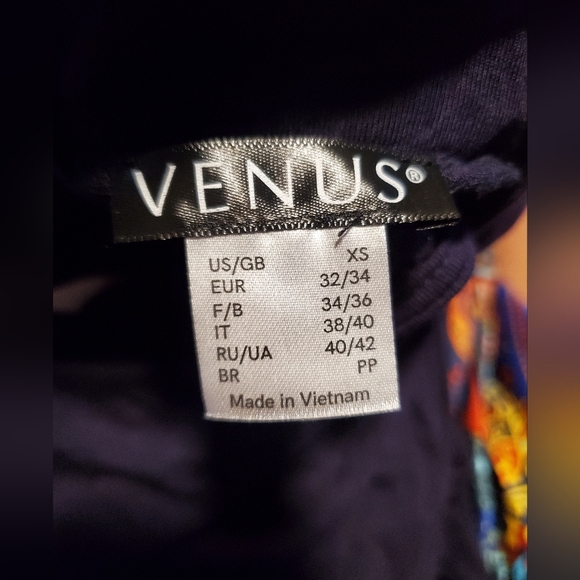 VENUS®
US/GB XS
EUR 32/34
F/B 34/36
IT 38/40
RU/UA 40/42
BR PP
Made in Vietnam